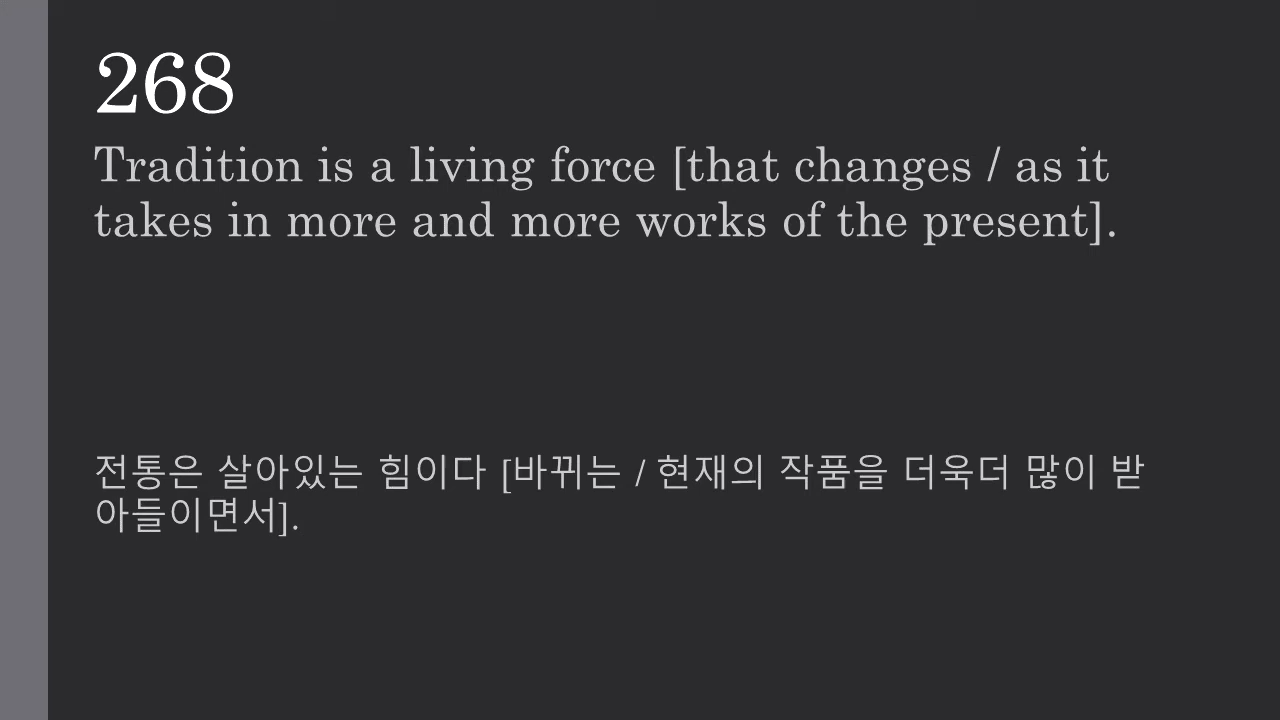 268
Tradition is a living force [that changes / as it
takes in more and more works of the present].
전통은 살아있는 힘이다 [바뀌는 / 현재의 작품을 더욱더 많이 받
아들이면서].